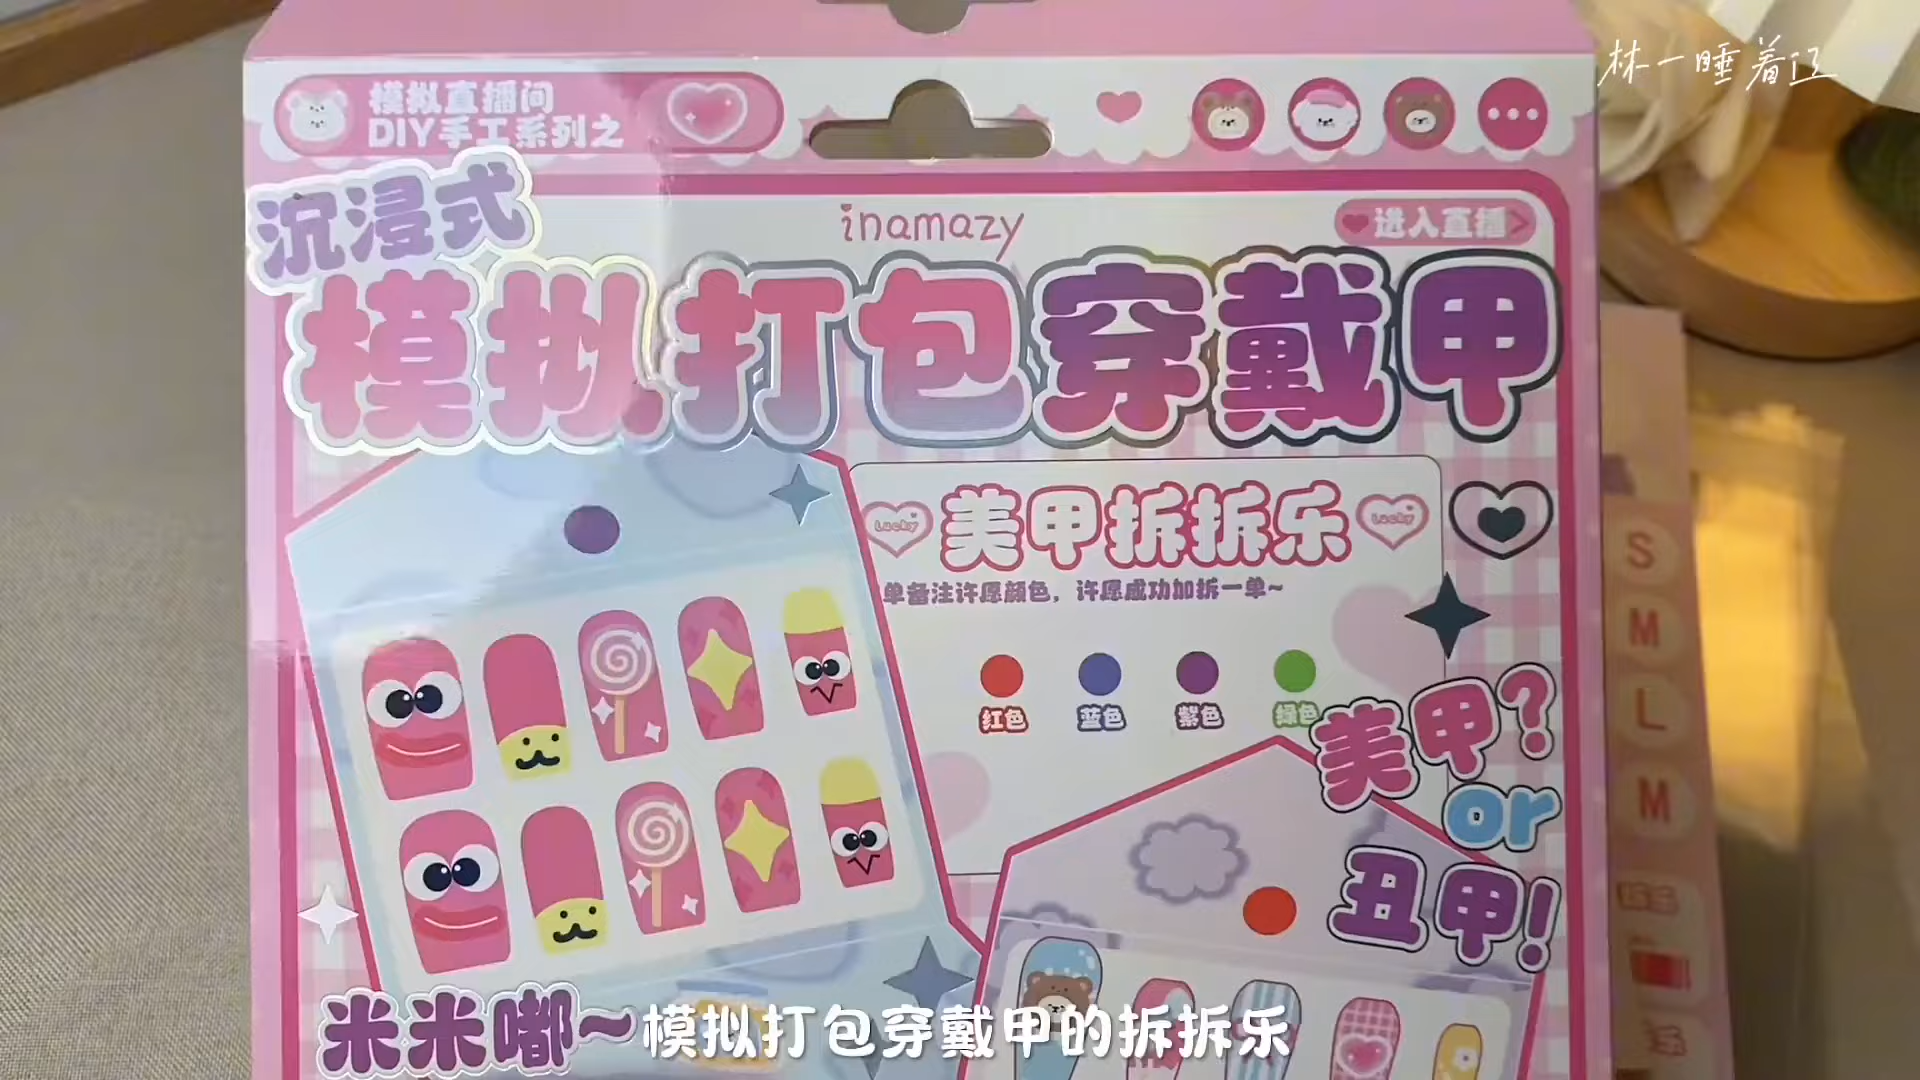 林一睡着辽
模拟直播间
DIY手工系列之
沉浸式
inamazy
进入直播
模拟打包穿戴甲
Lucky
美甲拆拆乐
Lucky
单备注许愿颜色，许愿成功加拆一单~
红色
蓝色
紫色
绿色
美甲?
or
丑甲!
S
M
L
M
米米嘟~
模拟打包穿戴甲的拆拆乐